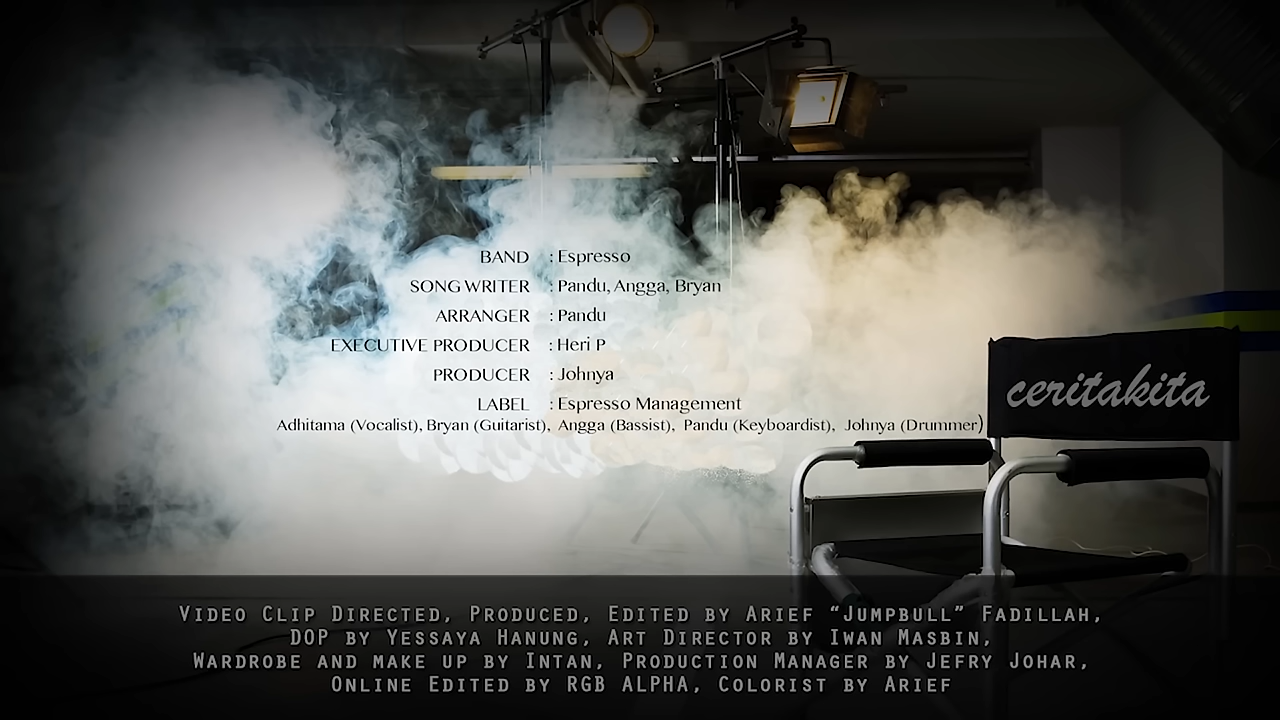 BAND : Espresso
SONG WRITER : Pandu, Angga, Bryan
ARRANGER : Pandu
EXECUTIVE PRODUCER : Heri P
PRODUCER : Johnya
LABEL : Espresso Management
Adhitama (Vocalist), Bryan (Guitarist), Angga (Bassist), Pandu (Keyboardist), Johnya (Drummer)
ceritakita
Video Clip Directed, Produced, Edited by Arief “Jumpbull” Fadillah,
DOP by Yessaya Hanung, Art Director by Iwan Masbin,
Wardrobe and make up by Intan, Production Manager by Jefry Johar,
Online Edited by RGB ALPHA, Colorist by Arief